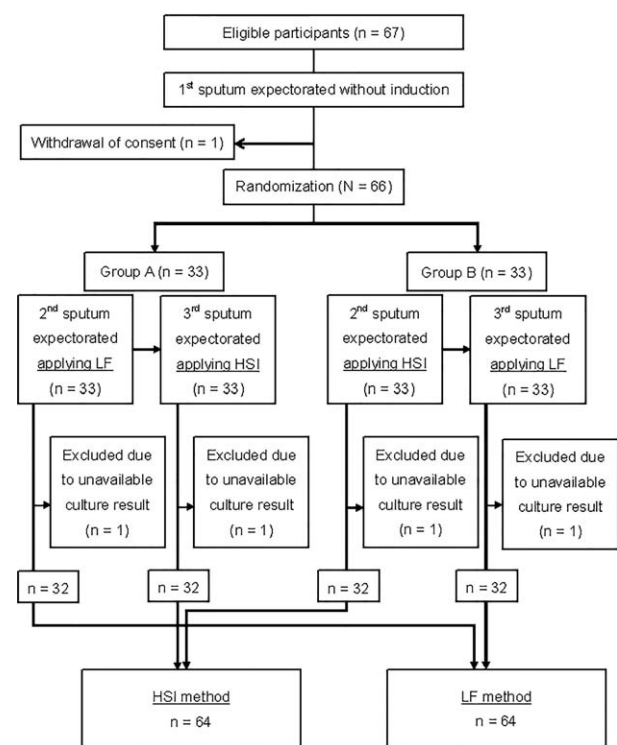 Eligible participants (n = 67)
1st sputum expectorated without induction
Withdrawal of consent (n = 1)
Randomization (N = 66)
Group A (n = 33)
Group B (n = 33)
2nd sputum
expectorated
applying LF
(n = 33)
3rd sputum
expectorated
applying HSI
(n = 33)
2nd sputum
expectorated
applying HSI
(n = 33)
3rd sputum
expectorated
applying LF
(n = 33)
Excluded due
to unavailable
culture result
(n = 1)
Excluded due
to unavailable
culture result
(n = 1)
Excluded due
to unavailable
culture result
(n = 1)
Excluded due
to unavailable
culture result
(n = 1)
n = 32
n = 32
n = 32
n = 32
HSI method
n = 64
LF method
n = 64